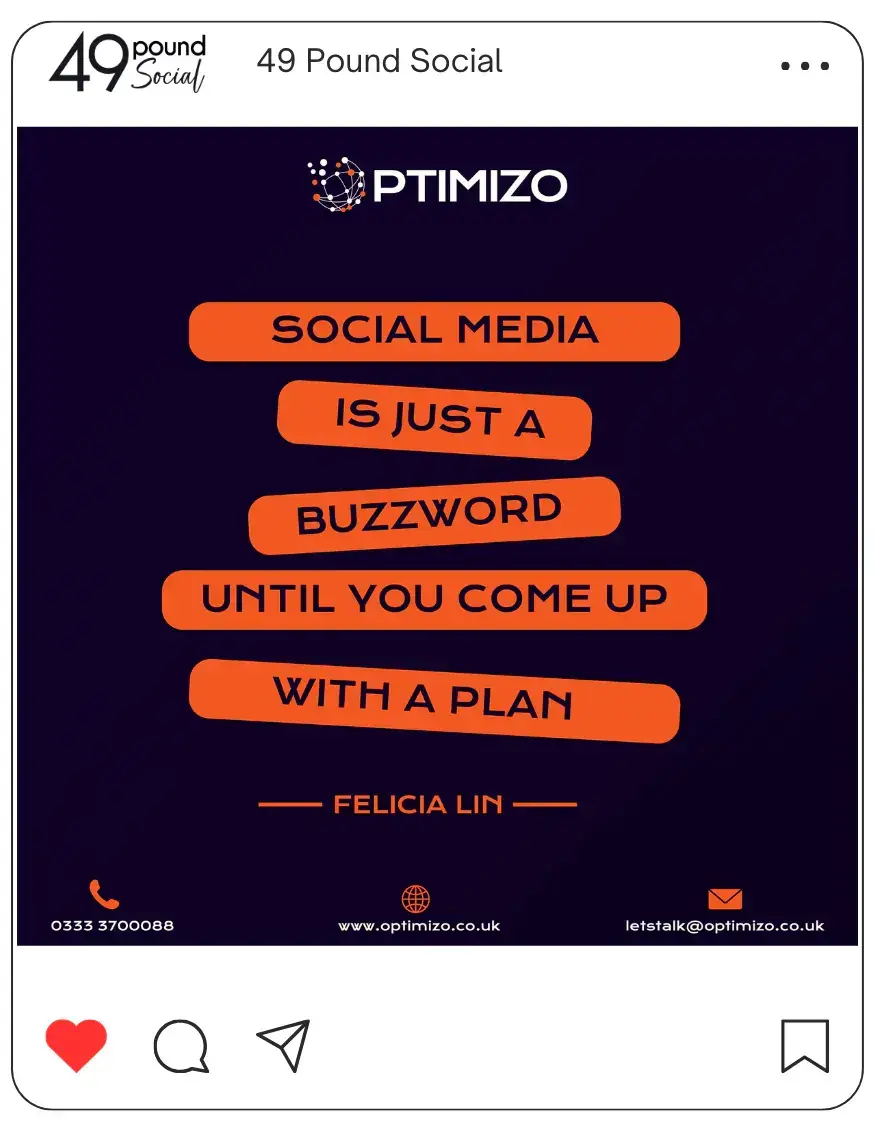 49 pound
Social
49 Pound Social
OPTIMIZO
SOCIAL MEDIA
IS JUST A
BUZZWORD
UNTIL YOU COME UP
WITH A PLAN
FELICIA LIN
0333 3700088
www.optimizo.co.uk
letstalk@optimizo.co.uk